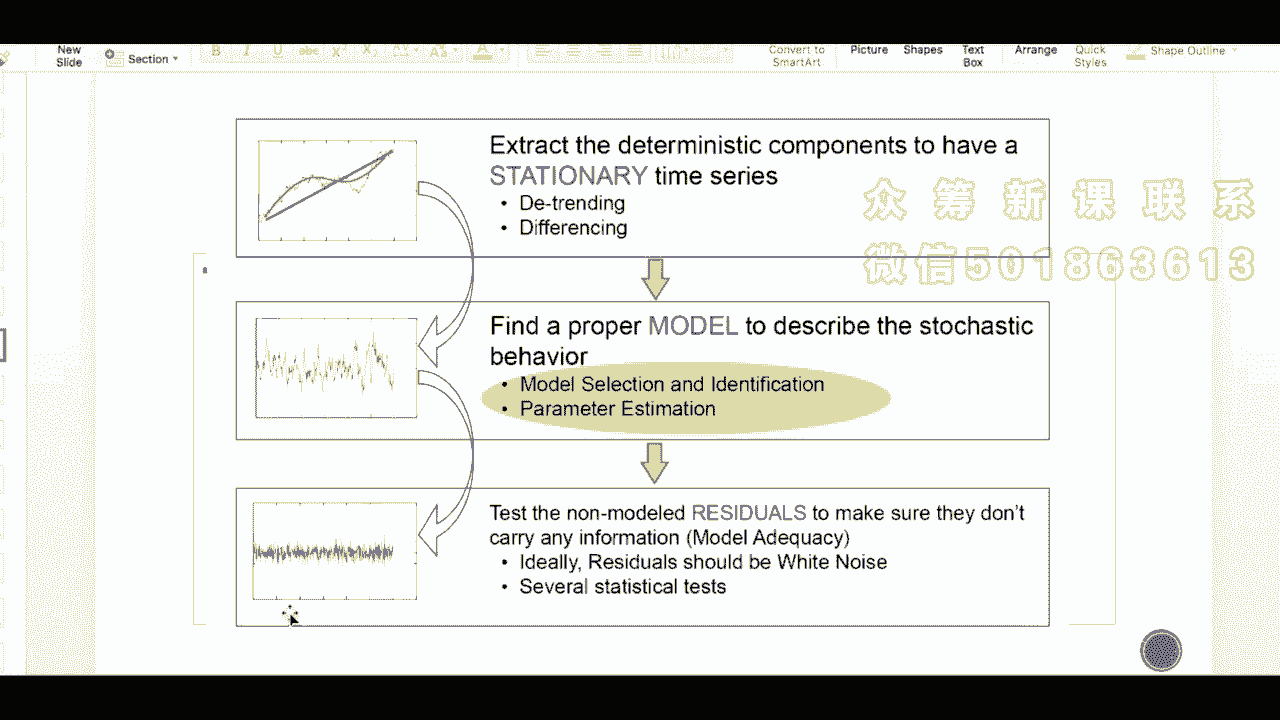 New
Slide
Section
B I U abc X² X₂
Convert to
SmartArt
Picture
Shapes
Text
Box
Arrange
Quick
Styles
Shape Outline
Extract the deterministic components to have a
STATIONARY time series
• De-trending
• Differencing
众筹新课联系
微信501863613
Find a proper MODEL to describe the stochastic
behavior
• Model Selection and Identification
• Parameter Estimation
Test the non-modeled RESIDUALS to make sure they don't
carry any information (Model Adequacy)
• Ideally, Residuals should be White Noise
• Several statistical tests